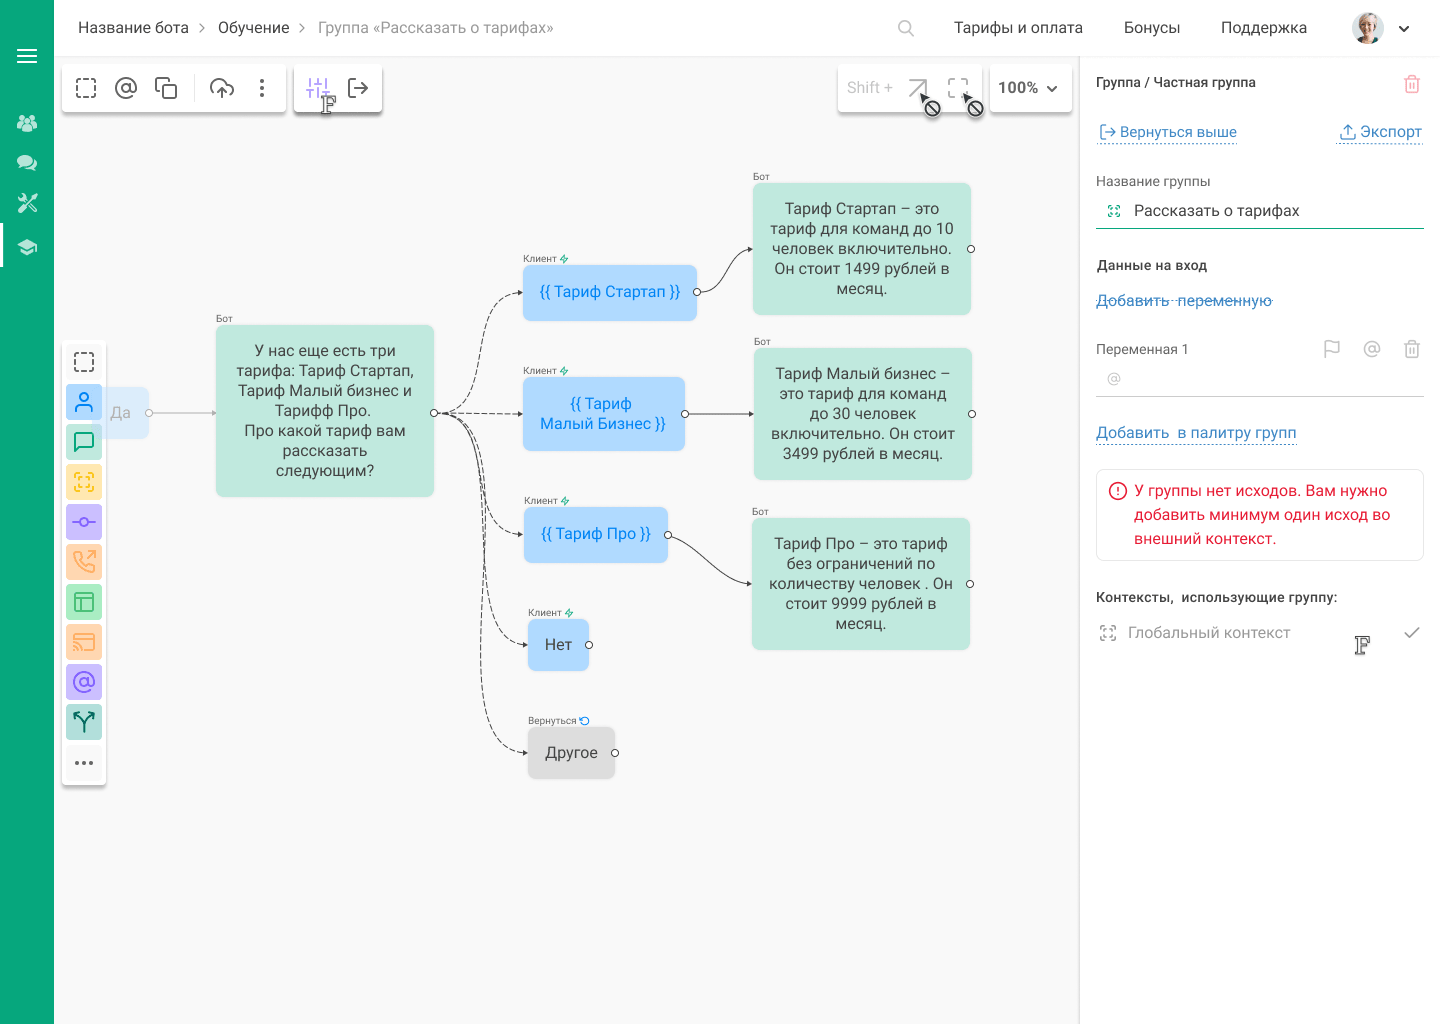 Название бота
Обучение
Группа «Рассказать о тарифах»
Тарифы и оплата
Бонусы
Поддержка
Shift +
100%
Группа / Частная группа
Вернуться выше
Экспорт
Название группы
Рассказать о тарифах
Данные на вход
Добавить переменную
Переменная 1
@
Добавить в палитру групп
У группы нет исходов. Вам нужно
добавить минимум один исход во
внешний контекст.
Контексты, использующие группу:
Глобальный контекст
Да
Бот
У нас еще есть три
тарифа: Тариф Стартап,
Тариф Малый бизнес и
Тарифф Про.
Про какой тариф вам
рассказать
следующим?
Клиент
{{ Тариф Стартап }}
Клиент
{{ Тариф
Малый Бизнес }}
Клиент
{{ Тариф Про }}
Клиент
Нет
Вернуться
Другое
Бот
Тариф Стартап – это
тариф для команд до 10
человек включительно.
Он стоит 1499 рублей в
месяц.
Бот
Тариф Малый бизнес –
это тариф для команд
до 30 человек
включительно. Он стоит
3499 рублей в месяц.
Бот
Тариф Про – это тариф
без ограничений по
количеству человек . Он
стоит 9999 рублей в
месяц.